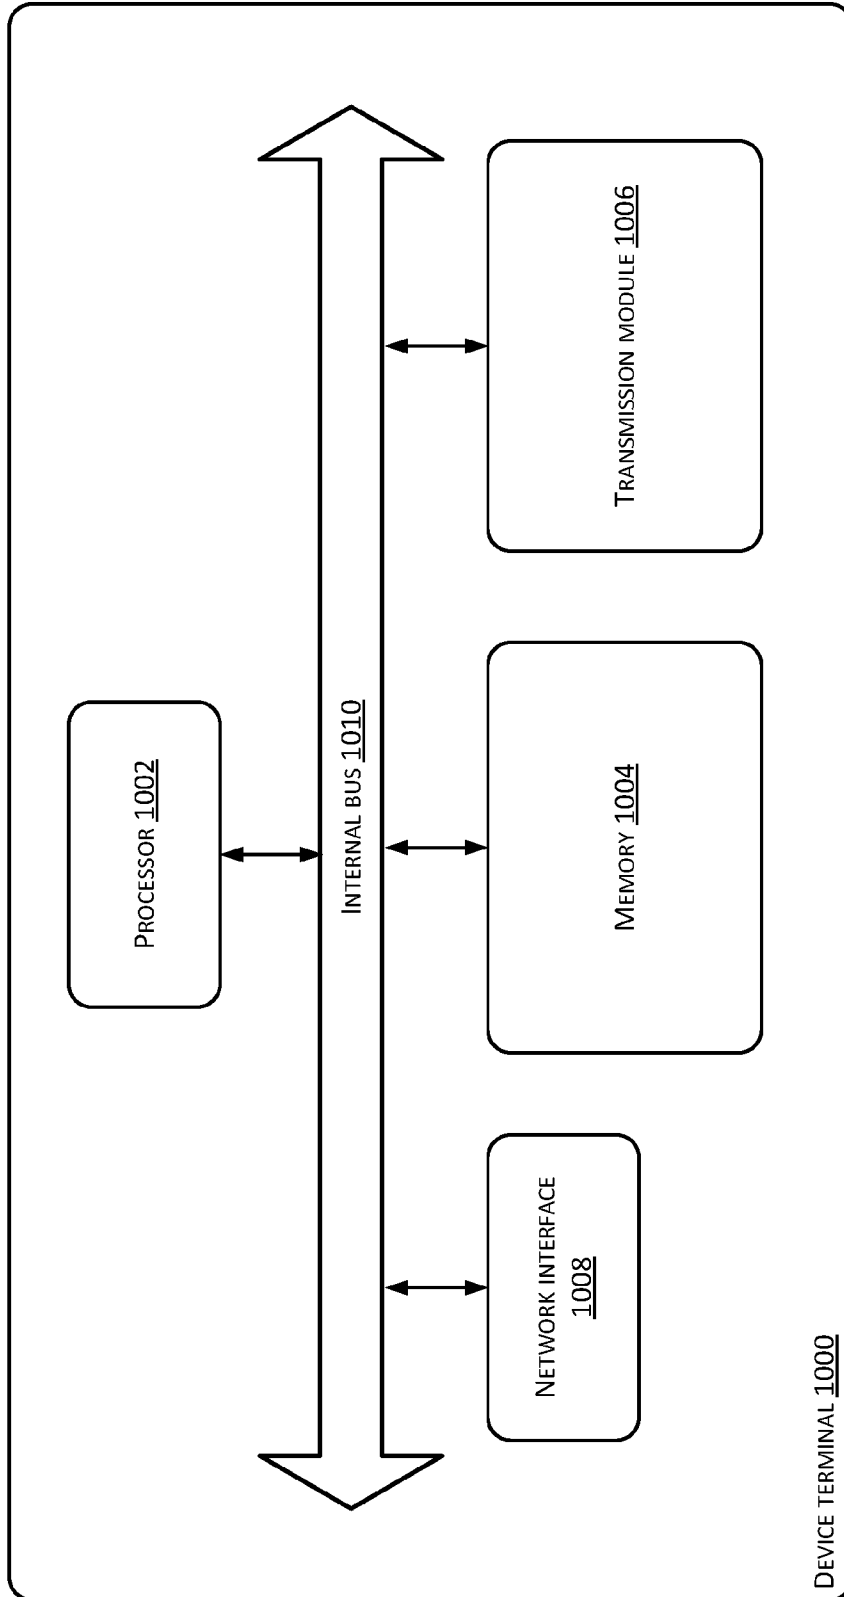 PROCESSOR 1002
INTERNAL BUS 1010
NETWORK INTERFACE
1008
MEMORY 1004
TRANSMISSION MODULE 1006
DEVICE TERMINAL 1000